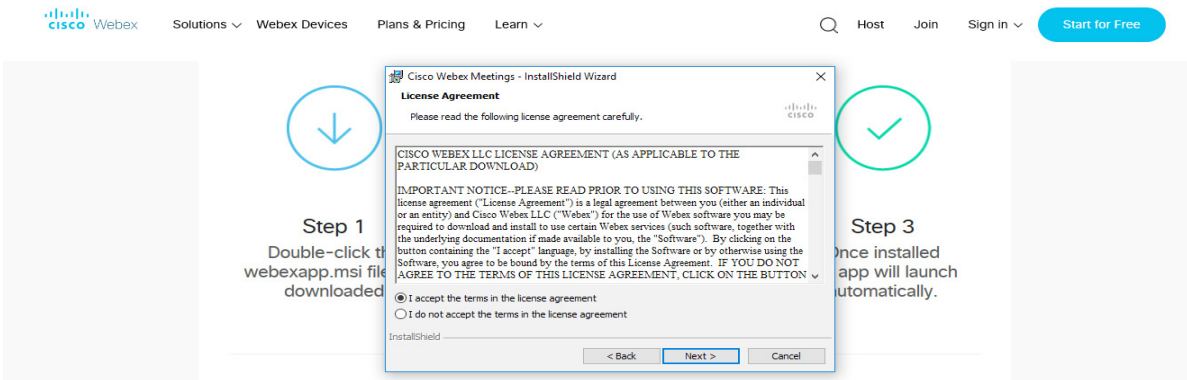 CISCO Webex Solutions Webex Devices Plans & Pricing Learn Host Join Sign in Start for Free
Cisco Webex Meetings - InstallShield Wizard
License Agreement
Please read the following license agreement carefully.
CISCO
CISCO WEBEX LLC LICENSE AGREEMENT (AS APPLICABLE TO THE
PARTICULAR DOWNLOAD)
IMPORTANT NOTICE--PLEASE READ PRIOR TO USING THIS SOFTWARE: This
license agreement ("License Agreement") is a legal agreement between you (either an individual
or an entity) and Cisco Webex LLC ("Webex") for the use of Webex software you may be
required to download and install to use certain Webex services (such software, together with
the underlying documentation if made available to you, the "Software"). By clicking on the
button containing the "I accept" language, by installing the Software or by otherwise using the
Software, you agree to be bound by the terms of this License Agreement. IF YOU DO NOT
AGREE TO THE TERMS OF THIS LICENSE AGREEMENT, CLICK ON THE BUTTON
I accept the terms in the license agreement
I do not accept the terms in the license agreement
InstallShield
< Back Next > Cancel
Step 1
Double-click
webexapp.msi file
downloaded
Step 3
installed
app will launch
automatically.